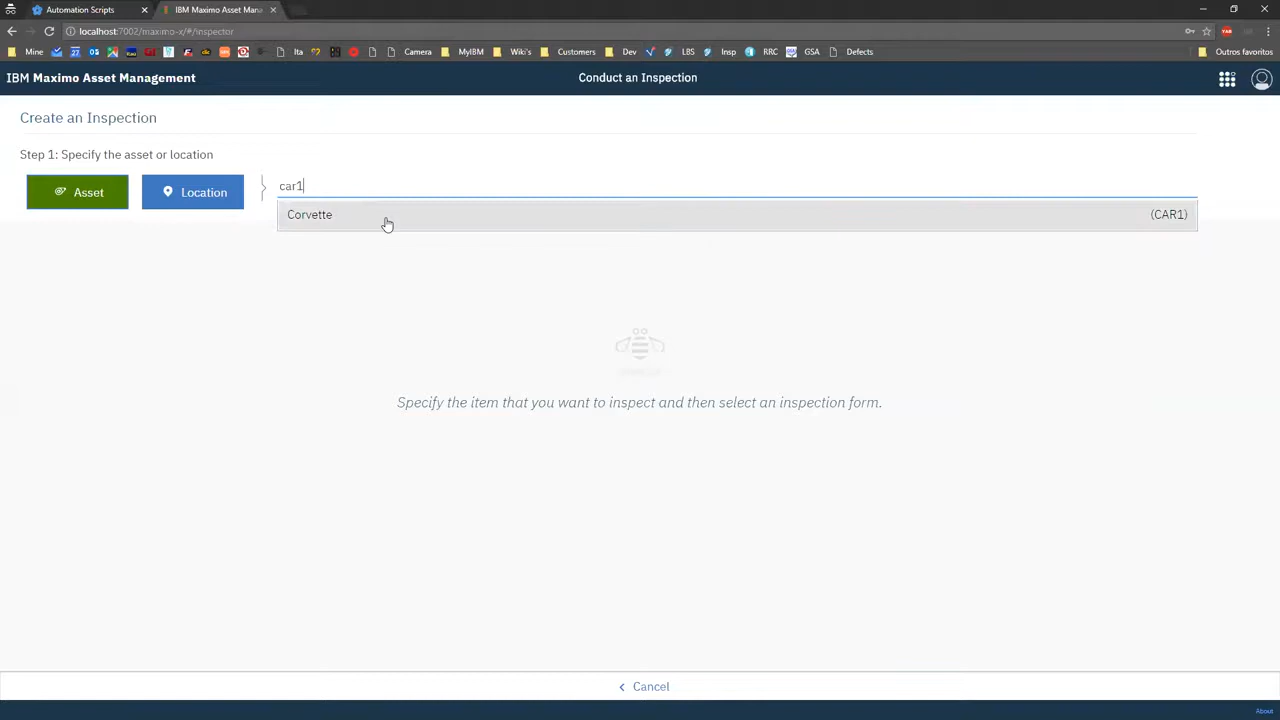 Automation Scripts
IBM Maximo Asset Man
localhost:7002/maximo-x/#/inspector
Mine
Ita
Camera
MyIBM
Wiki's
Customers
Dev
LBS
Insp
RRC
GSA
Defects
Outros favoritos
IBM Maximo Asset Management
Conduct an Inspection
Create an Inspection
Step 1: Specify the asset or location
Asset
Location
car1
Corvette
(CAR1)
Specify the item that you want to inspect and then select an inspection form.
Cancel
About